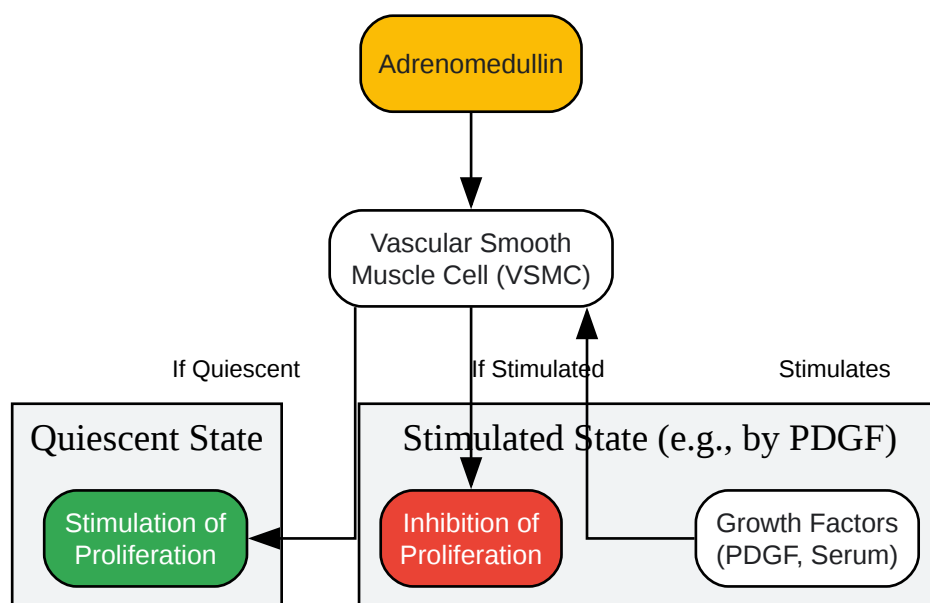 Adrenomedullin
Vascular Smooth
Muscle Cell (VSMC)
If Quiescent
If Stimulated
Stimulates
Quiescent State
Stimulated State (e.g., by PDGF)
Stimulation of
Proliferation
Inhibition of
Proliferation
Growth Factors
(PDGF, Serum)